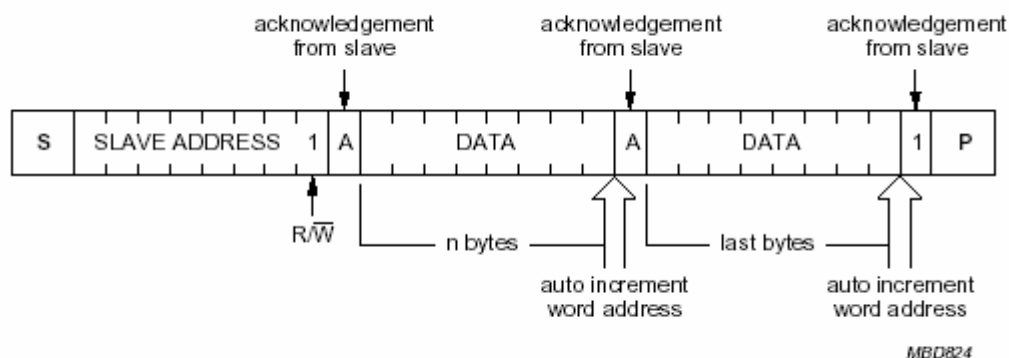 acknowledgement
from slave
acknowledgement
from slave
acknowledgement
from slave
S SLAVE ADDRESS 1 A DATA A DATA 1 P
R/W̅
n bytes
last bytes
auto increment
word address
auto increment
word address
MBD824